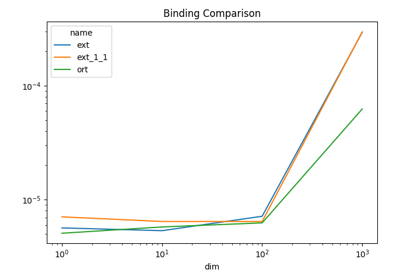 Binding Comparison
name
ext
ext_1_1
ort
10⁻⁴
10⁻⁵
10⁰ 10¹ 10² 10³
dim